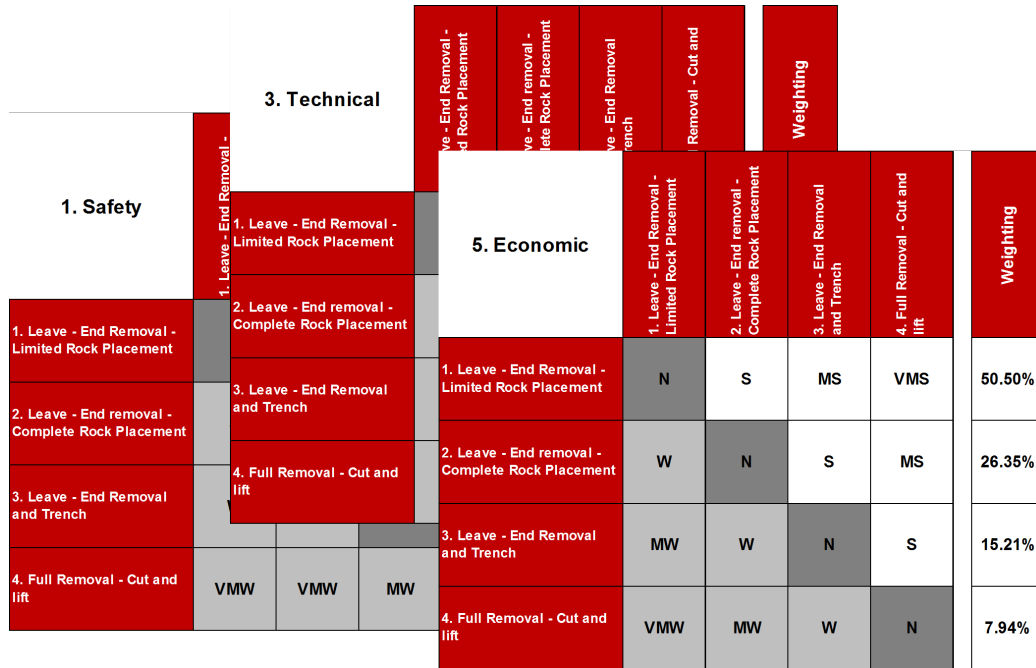 1. Safety
1. Leave - End Removal -
1. Leave - End Removal -
Limited Rock Placement
2. Leave - End removal -
Complete Rock Placement
3. Leave - End Removal
and Trench
4. Full Removal - Cut and
lift
VMW
VMW
MW
3. Technical
Removal -
Rock Placement
removal -
Rock Placement
End Removal
Removal - Cut and
Weighting
1. Leave - End Removal -
Limited Rock Placement
2. Leave - End removal -
Complete Rock Placement
3. Leave - End Removal
and Trench
4. Full Removal - Cut and
lift
5. Economic
1. Leave - End Removal -
Limited Rock Placement
2. Leave - End removal -
Complete Rock Placement
3. Leave - End Removal
and Trench
4. Full Removal - Cut and
lift
Weighting
1. Leave - End Removal -
Limited Rock Placement
N
S
MS
VMS
50.50%
2. Leave - End removal -
Complete Rock Placement
W
N
S
MS
26.35%
3. Leave - End Removal
and Trench
MW
W
N
S
15.21%
4. Full Removal - Cut and
lift
VMW
MW
W
N
7.94%